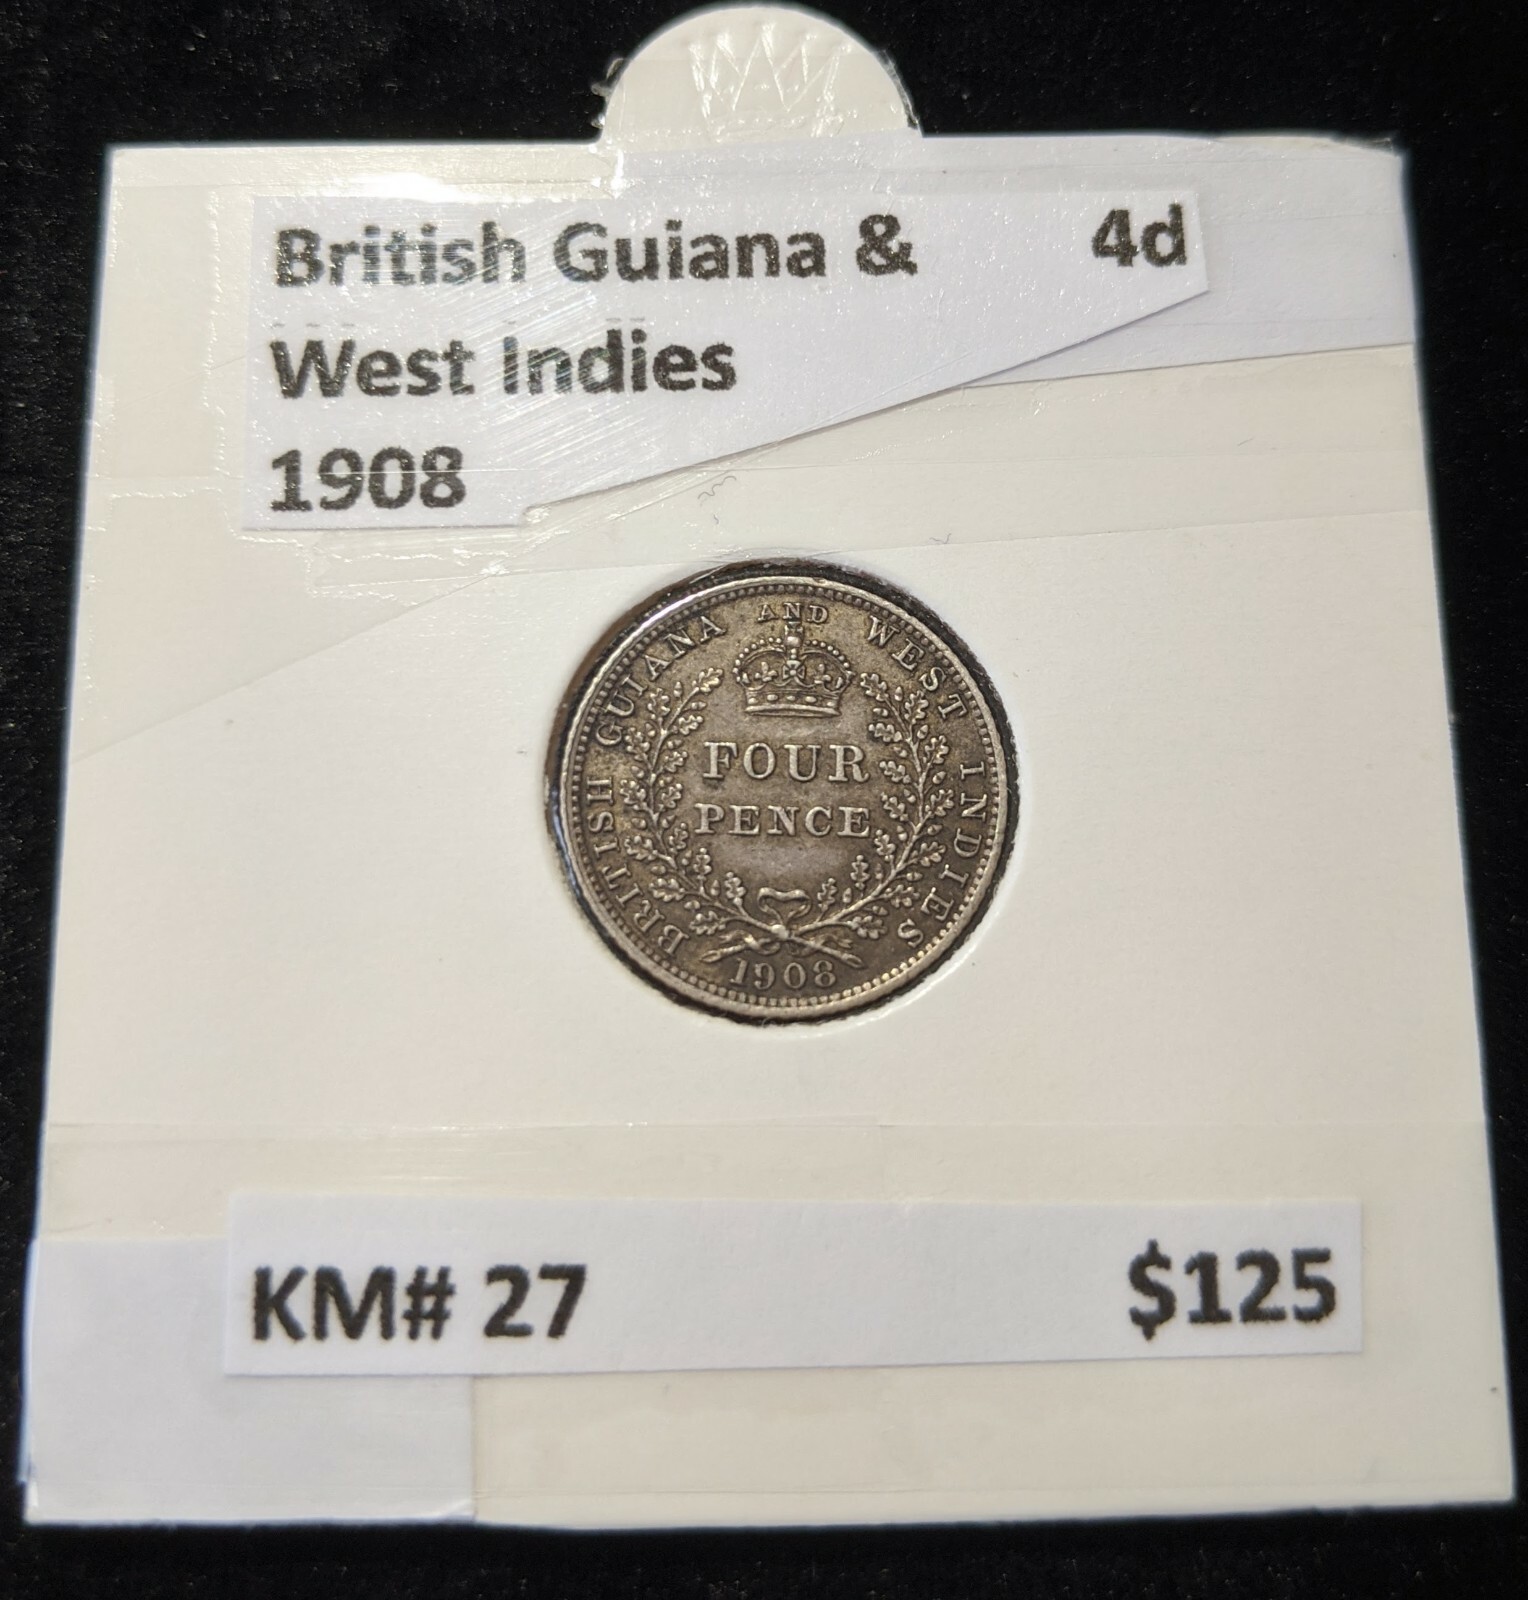 British Guiana & 4d
West Indies
1908
BRITISH GUIANA AND WEST INDIES
FOUR
PENCE
1908
KM# 27 $125